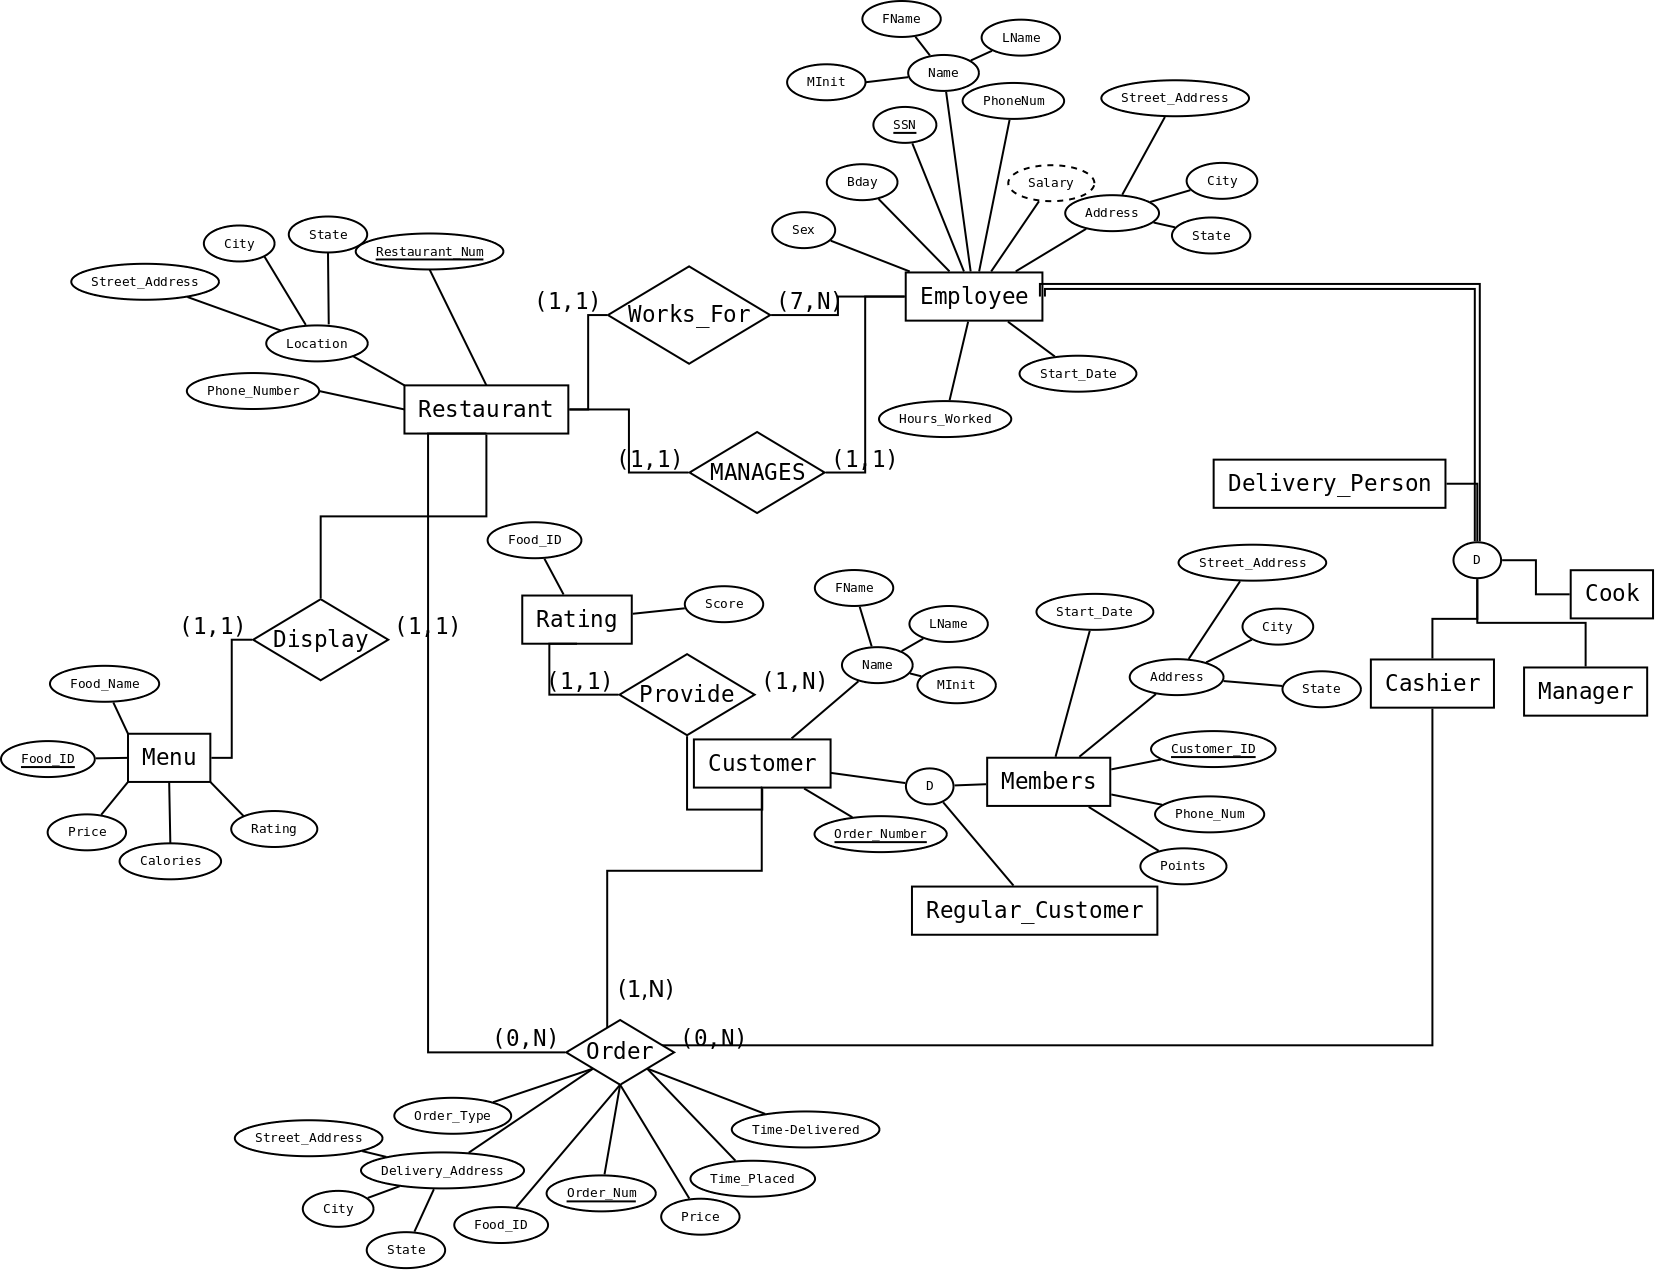 FName
LName
Name
MInit
PhoneNum
Street_Address
SSN
Bday
Salary
City
Address
Sex
State
City
State
Restaurant_Num
Street_Address
Location
Phone_Number
Restaurant
(1,1)
Works_For
(7,N)
Employee
Start_Date
Hours_Worked
(1,1)
MANAGES
(1,1)
Delivery_Person
D
Cook
Cashier
Manager
Food_ID
Rating
Score
(1,1)
Display
(1,1)
(1,1)
Provide
(1,N)
FName
LName
Name
MInit
Start_Date
Street_Address
City
Address
State
Food_Name
Food_ID
Menu
Price
Calories
Rating
Customer
D
Members
Customer_ID
Phone_Num
Points
Order_Number
Regular_Customer
(1,N)
(0,N)
Order
(0,N)
Order_Type
Street_Address
Delivery_Address
City
State
Food_ID
Order_Num
Price
Time_Placed
Time-Delivered